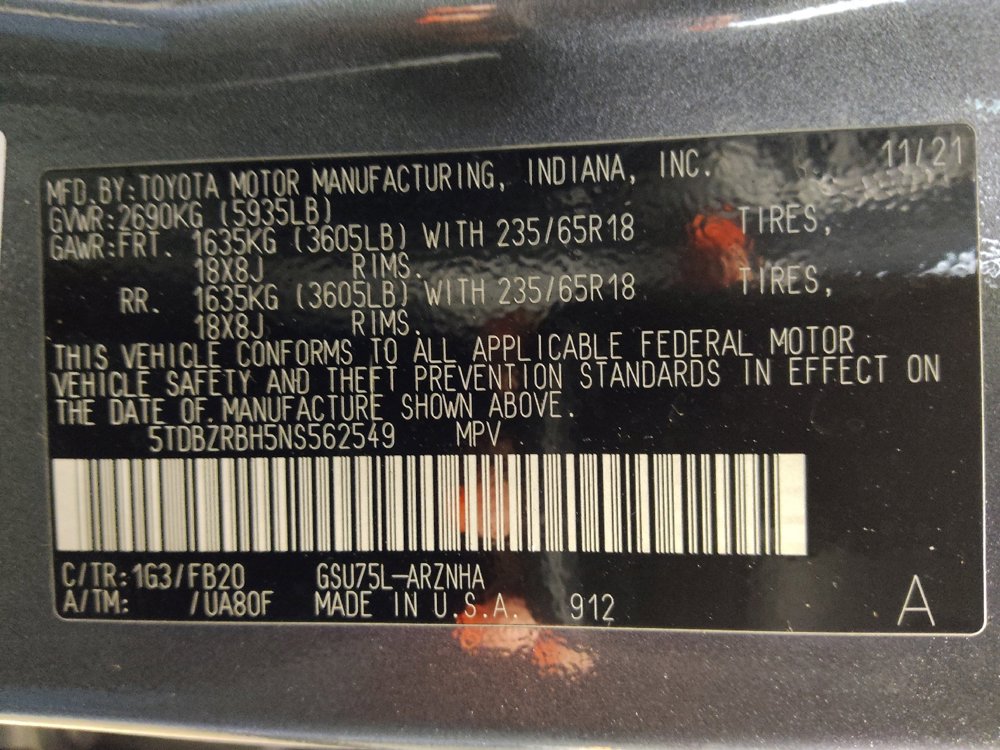 11/21
MFD.BY:TOYOTA MOTOR MANUFACTURING, INDIANA, INC.
GVWR:2690KG (5935LB)
GAWR:FRT. 1635KG (3605LB) WITH 235/65R18 TIRES,
18X8J RIMS.
RR. 1635KG (3605LB) WITH 235/65R18 TIRES,
18X8J RIMS.
THIS VEHICLE CONFORMS TO ALL APPLICABLE FEDERAL MOTOR
VEHICLE SAFETY AND THEFT PREVENTION STANDARDS IN EFFECT ON
THE DATE OF MANUFACTURE SHOWN ABOVE.
5TDBZRBH5NS562549 MPV
C/TR:1G3/FB20 GSU75L-ARZNHA
A/TM: /UA80F MADE IN U.S.A. 912 A